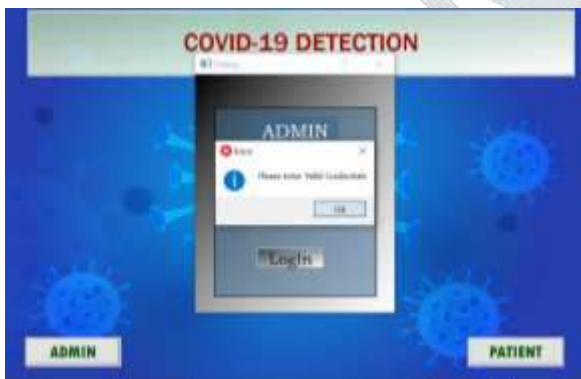 COVID-19 DETECTION
ADMIN
Please Enter Valid Credentials
OK
LogIn
ADMIN
PATIENT